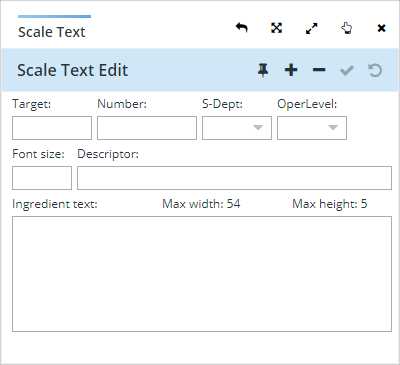 Scale Text
Scale Text Edit
Target: Number: S-Dept: OperLevel:
Font size: Descriptor:
Ingredient text: Max width: 54 Max height: 5